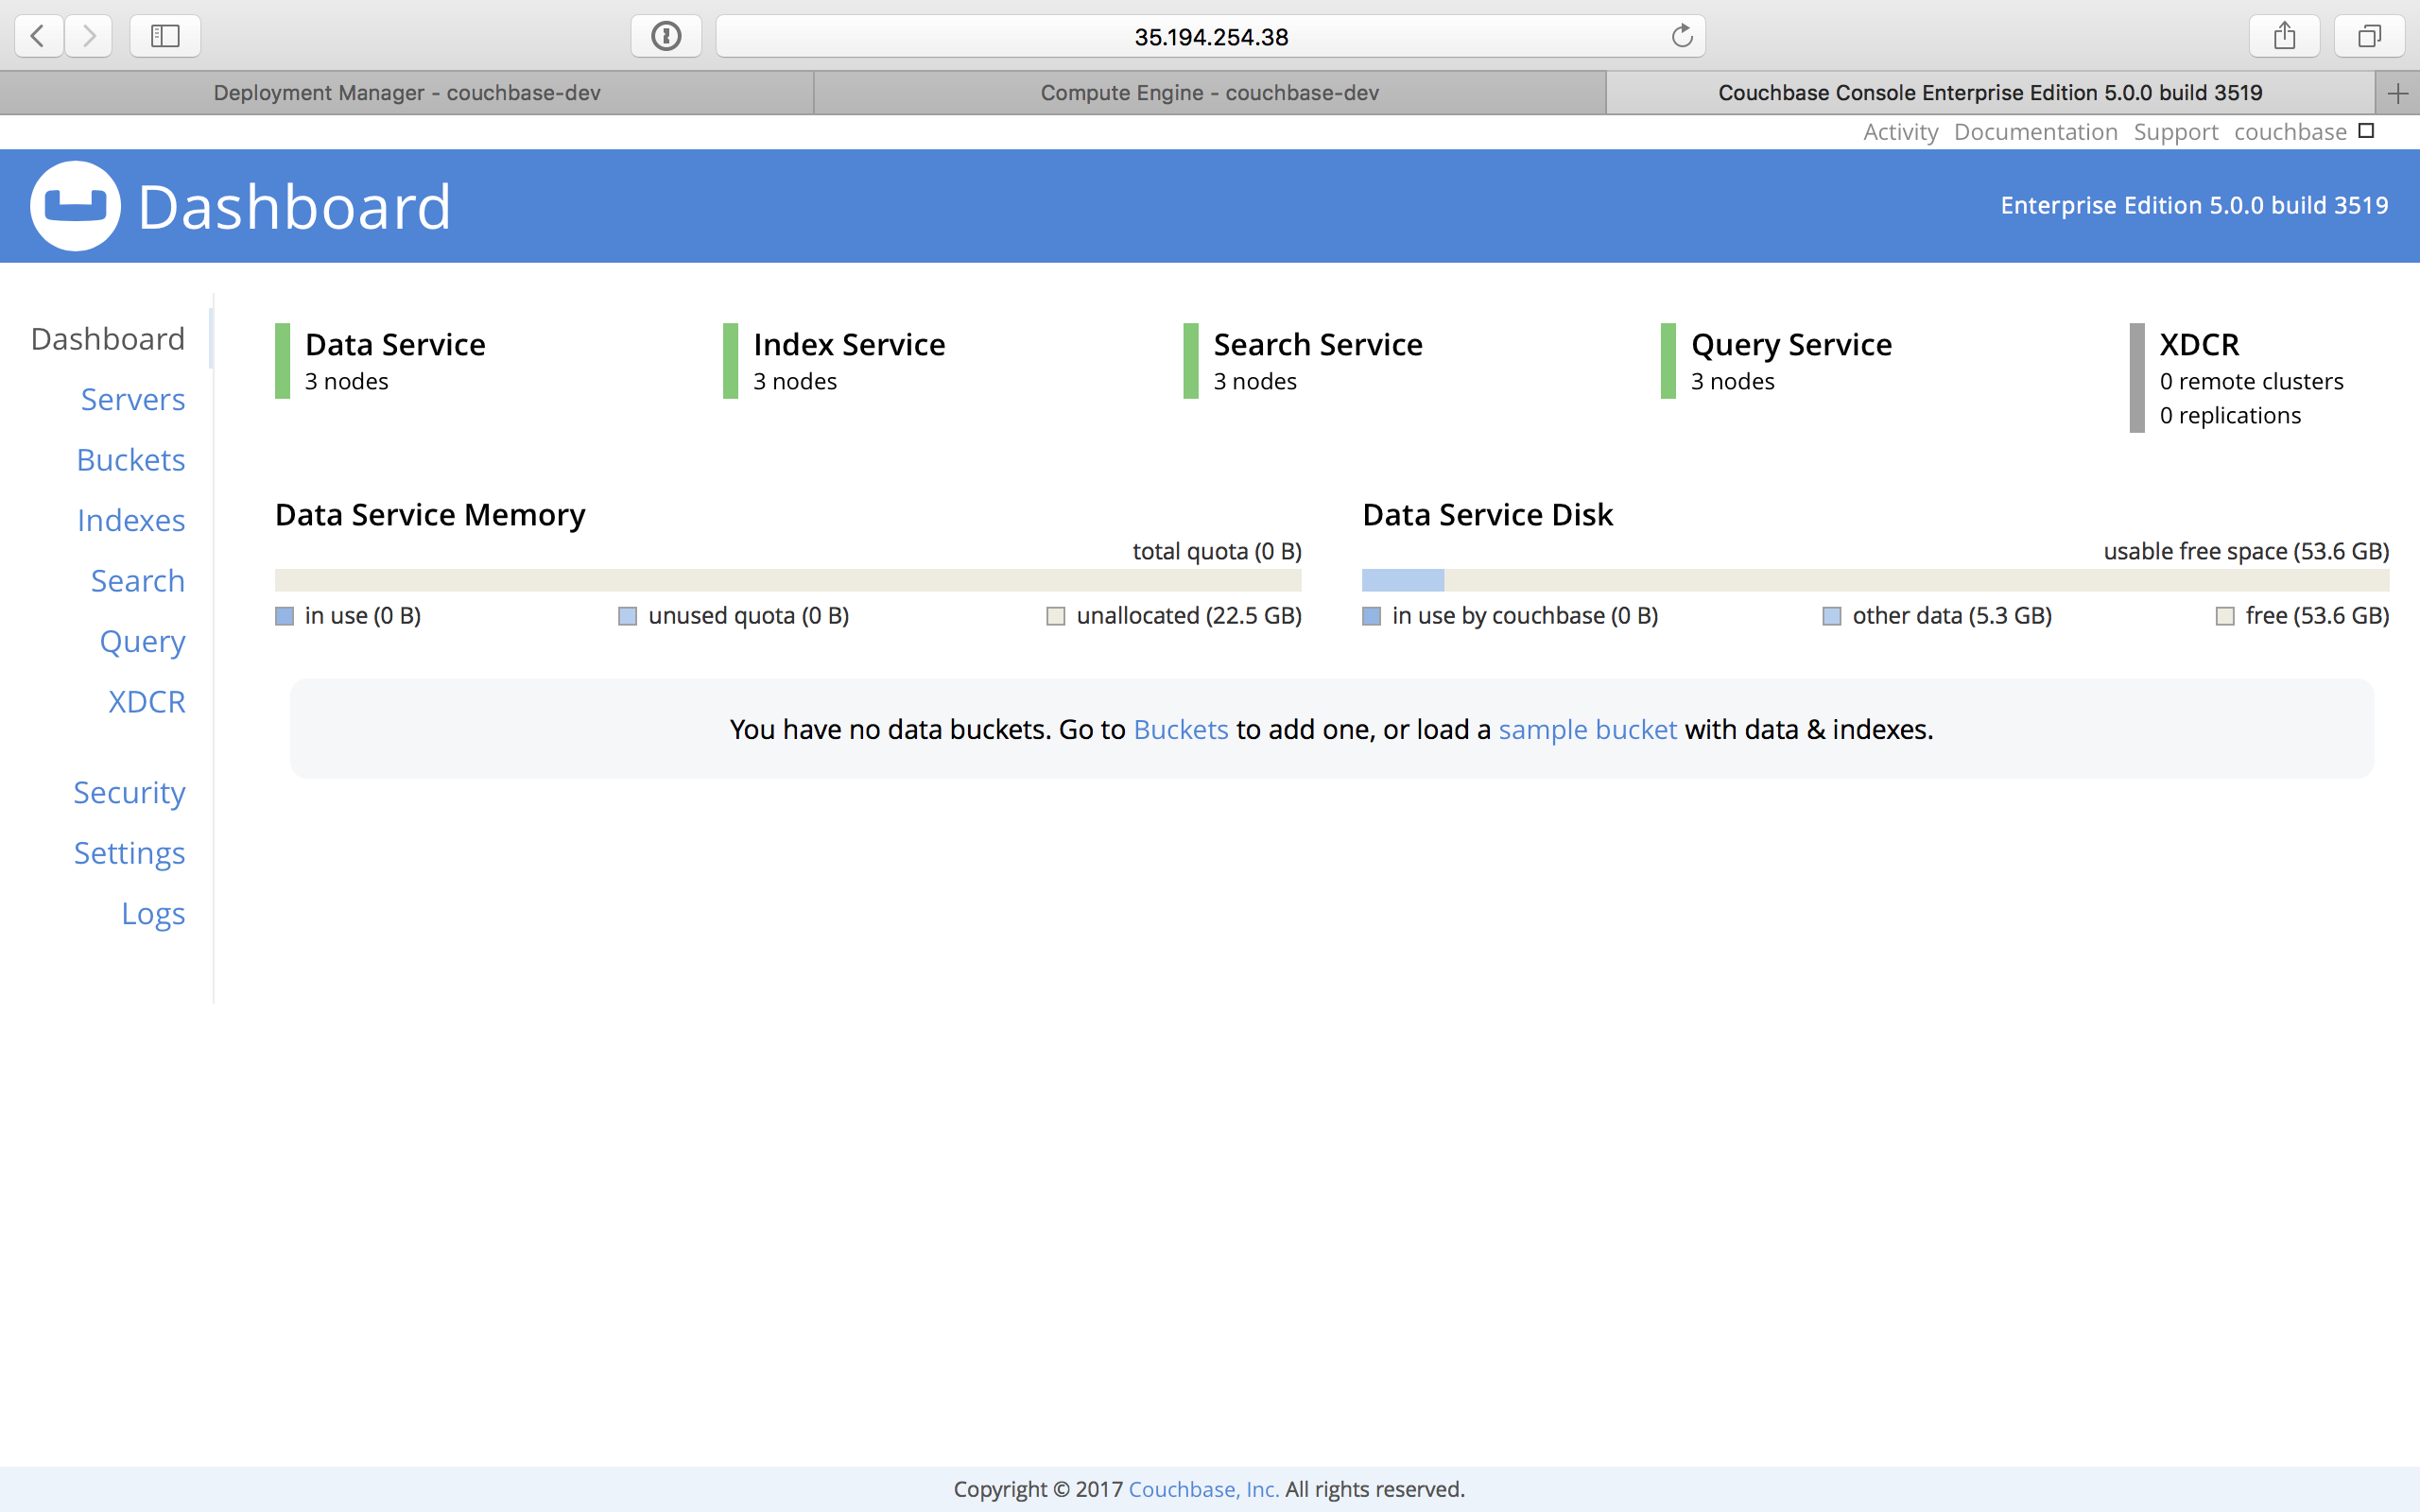 35.194.254.38
Deployment Manager - couchbase-dev
Compute Engine - couchbase-dev
Couchbase Console Enterprise Edition 5.0.0 build 3519
Activity Documentation Support couchbase
Dashboard
Enterprise Edition 5.0.0 build 3519
Dashboard
Servers
Buckets
Indexes
Search
Query
XDCR
Security
Settings
Logs
Data Service
3 nodes
Index Service
3 nodes
Search Service
3 nodes
Query Service
3 nodes
XDCR
0 remote clusters
0 replications
Data Service Memory
total quota (0 B)
in use (0 B)
unused quota (0 B)
unallocated (22.5 GB)
Data Service Disk
usable free space (53.6 GB)
in use by couchbase (0 B)
other data (5.3 GB)
free (53.6 GB)
You have no data buckets. Go to Buckets to add one, or load a sample bucket with data & indexes.
Copyright © 2017 Couchbase, Inc. All rights reserved.